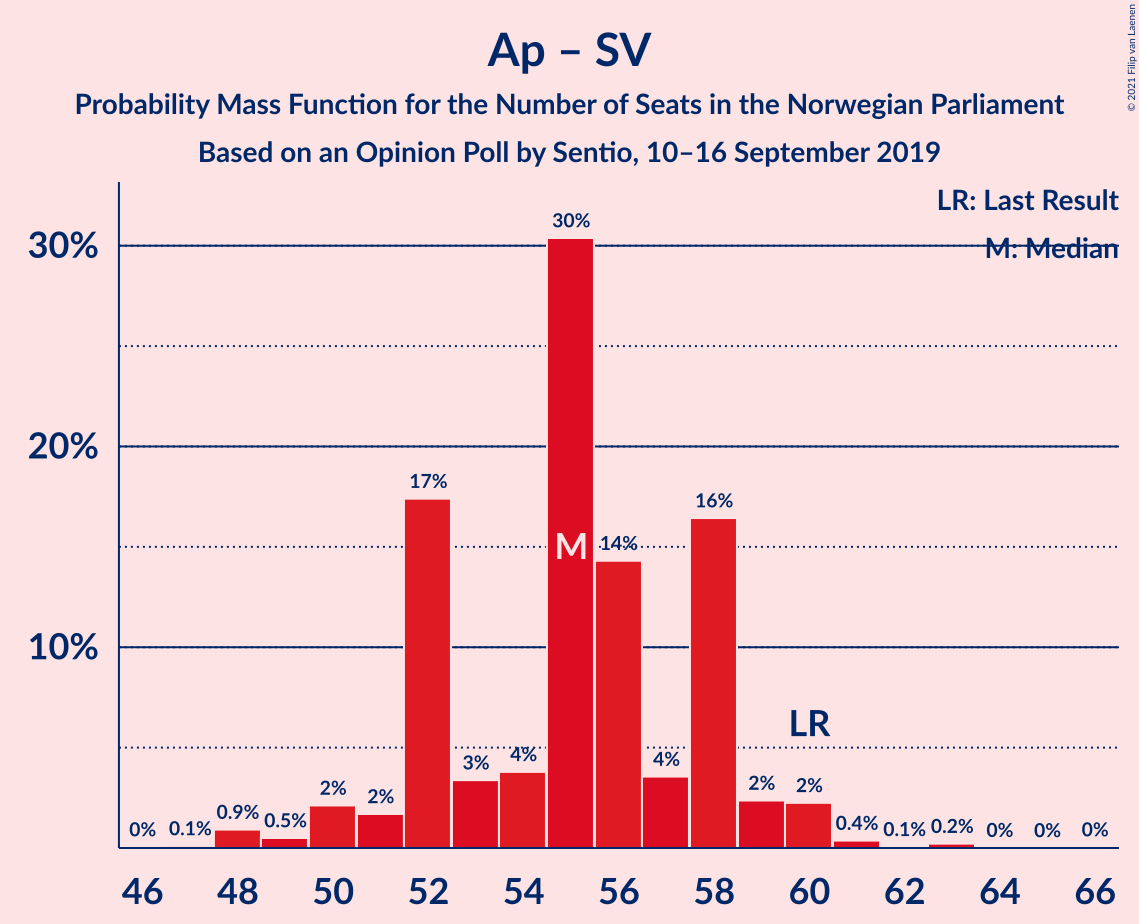 Ap – SV
Probability Mass Function for the Number of Seats in the Norwegian Parliament
Based on an Opinion Poll by Sentio, 10–16 September 2019
© 2021 Filip van Laenen
LR: Last Result
M: Median
30%
20%
10%
0%
0.1%
0.9%
0.5%
2%
2%
17%
3%
4%
30%
M
14%
4%
16%
2%
LR
2%
0.4%
0.1%
0.2%
0%
0%
0%
46 48 50 52 54 56 58 60 62 64 66